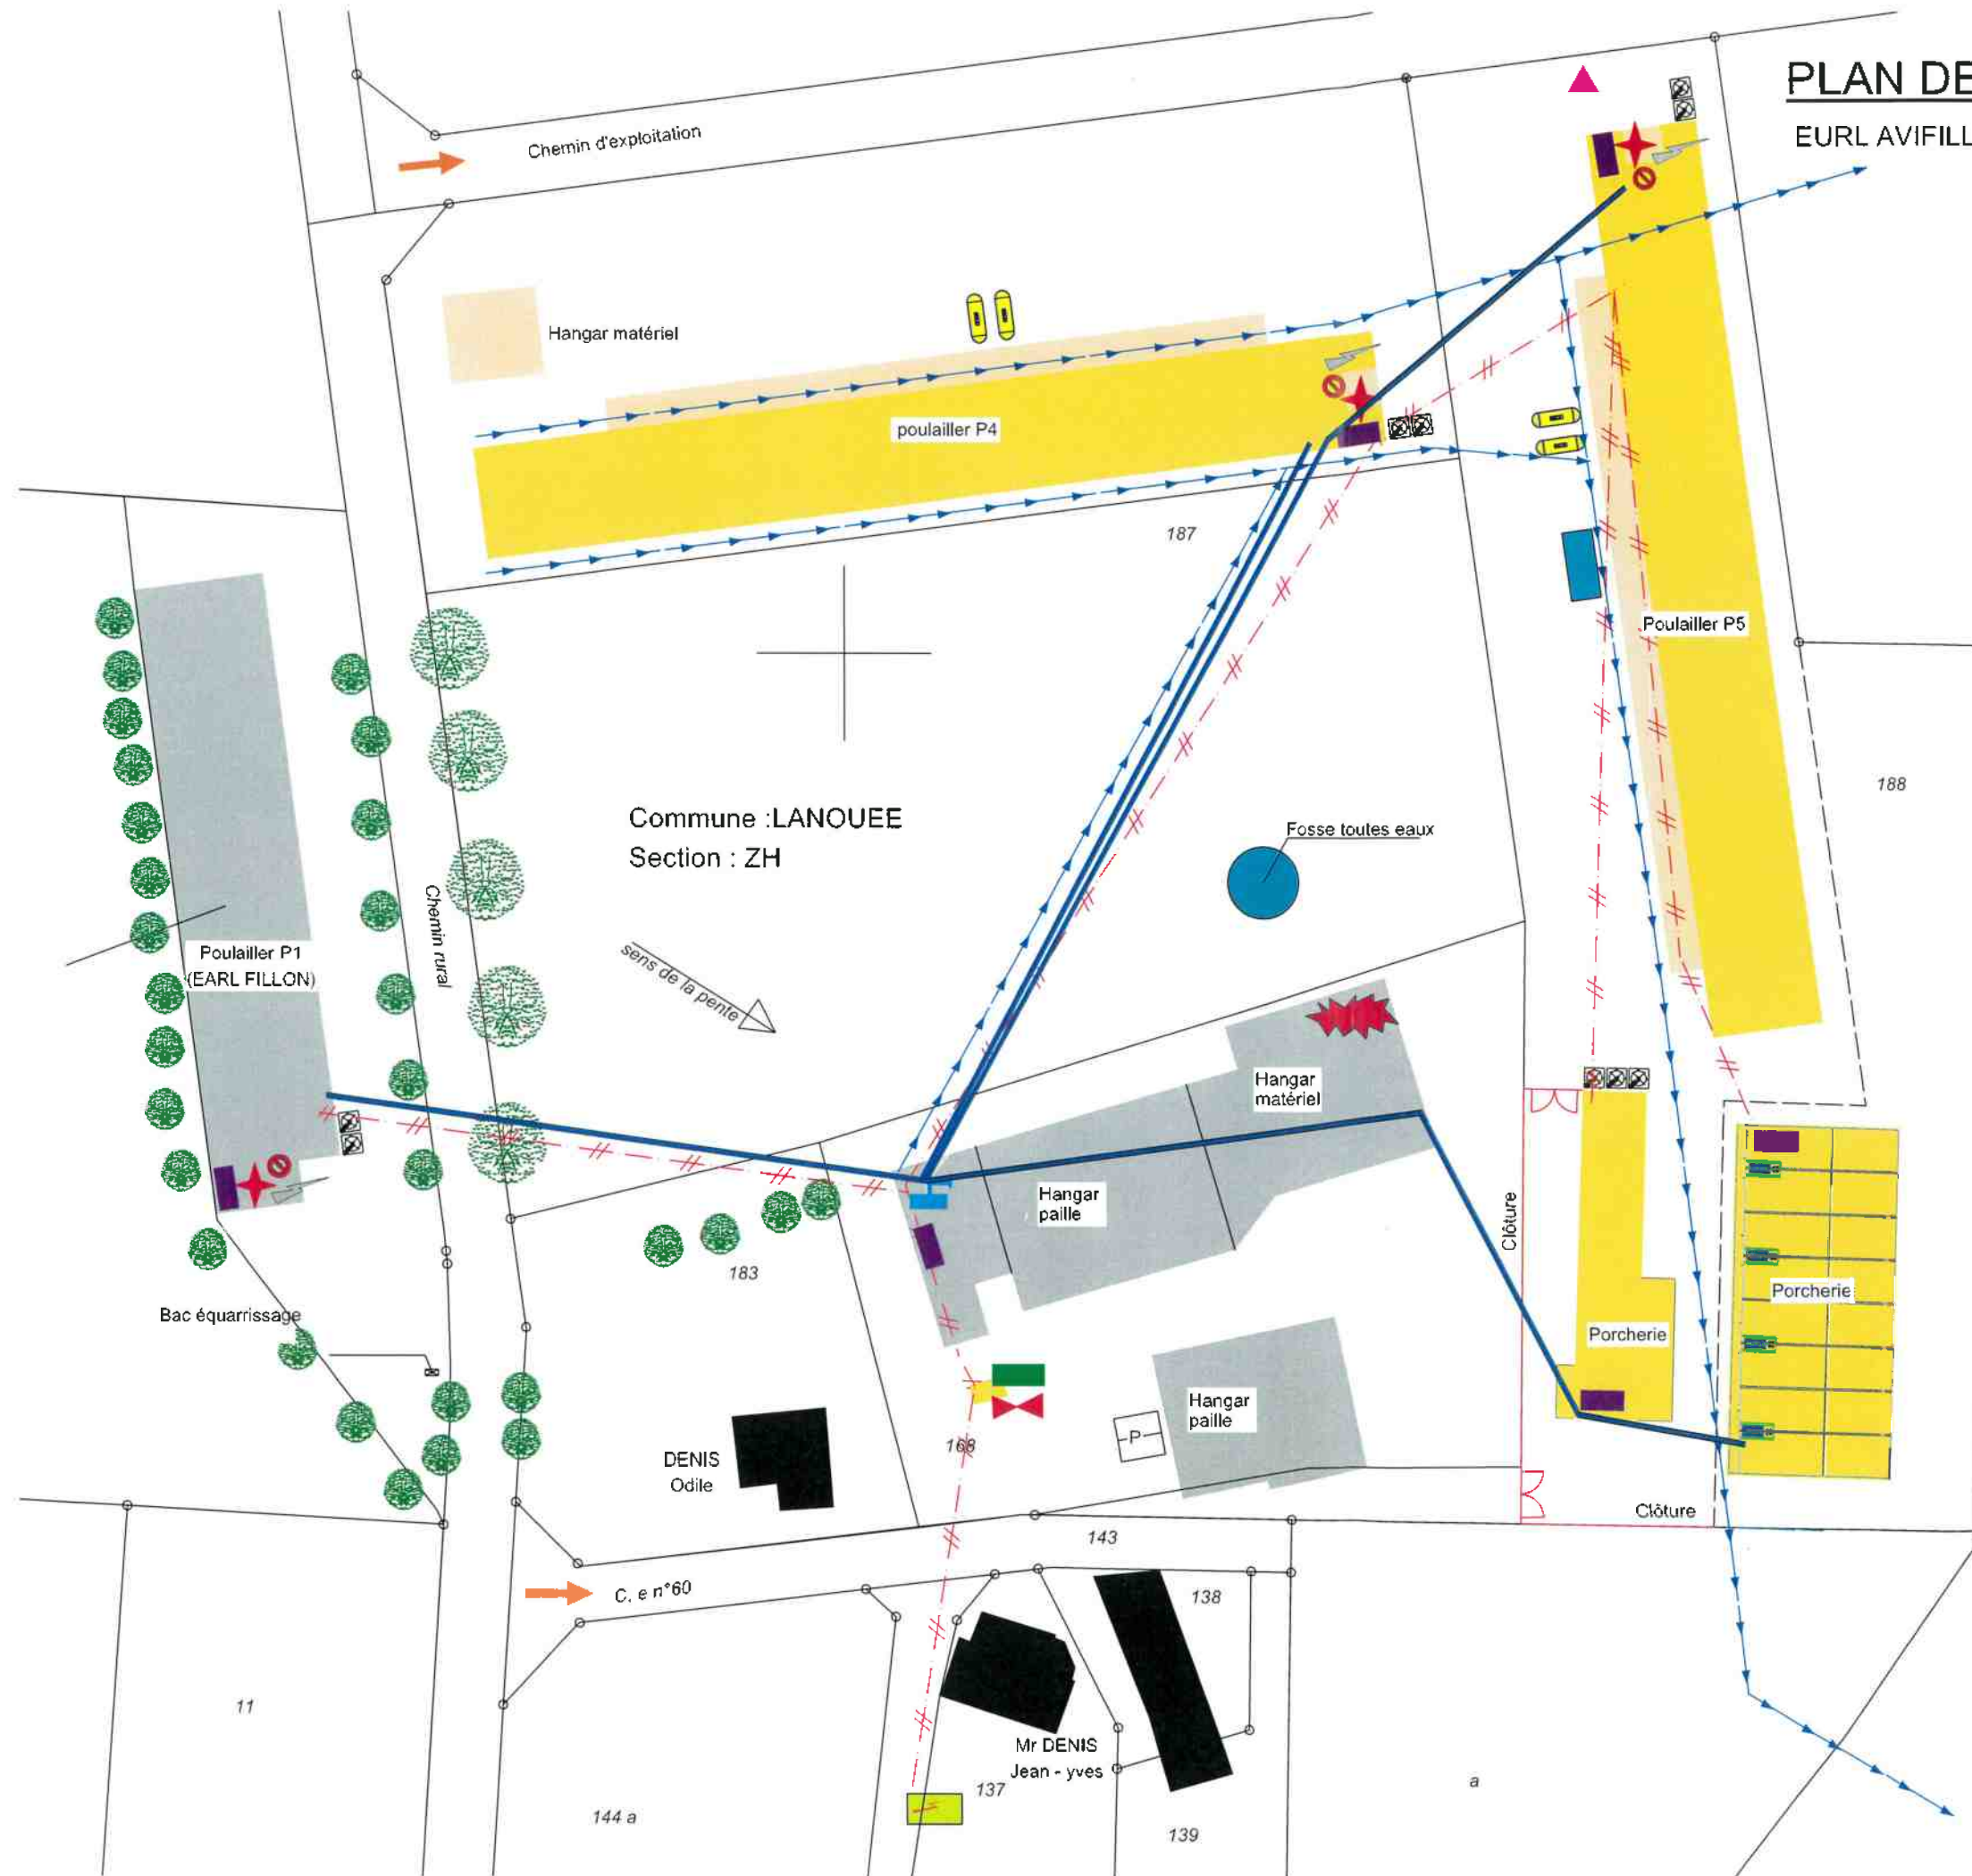 PLAN DE
EURL AVIFILL
Chemin d'exploitation
Hangar matériel
poulailler P4
187
Poulailler P5
188
Commune :LANOUEE
Section : ZH
Fosse toutes eaux
Chemin rural
Poulailler P1
(EARL FILLON)
sens de la pente
Hangar
matériel
Hangar
paille
Clôture
183
Porcherie
Bac équarrissage
Porcherie
Hangar
paille
P
168
DENIS
Odile
Clôture
143
C. e n°60
138
11
Mr DENIS
Jean - yves
137
a
144 a
139